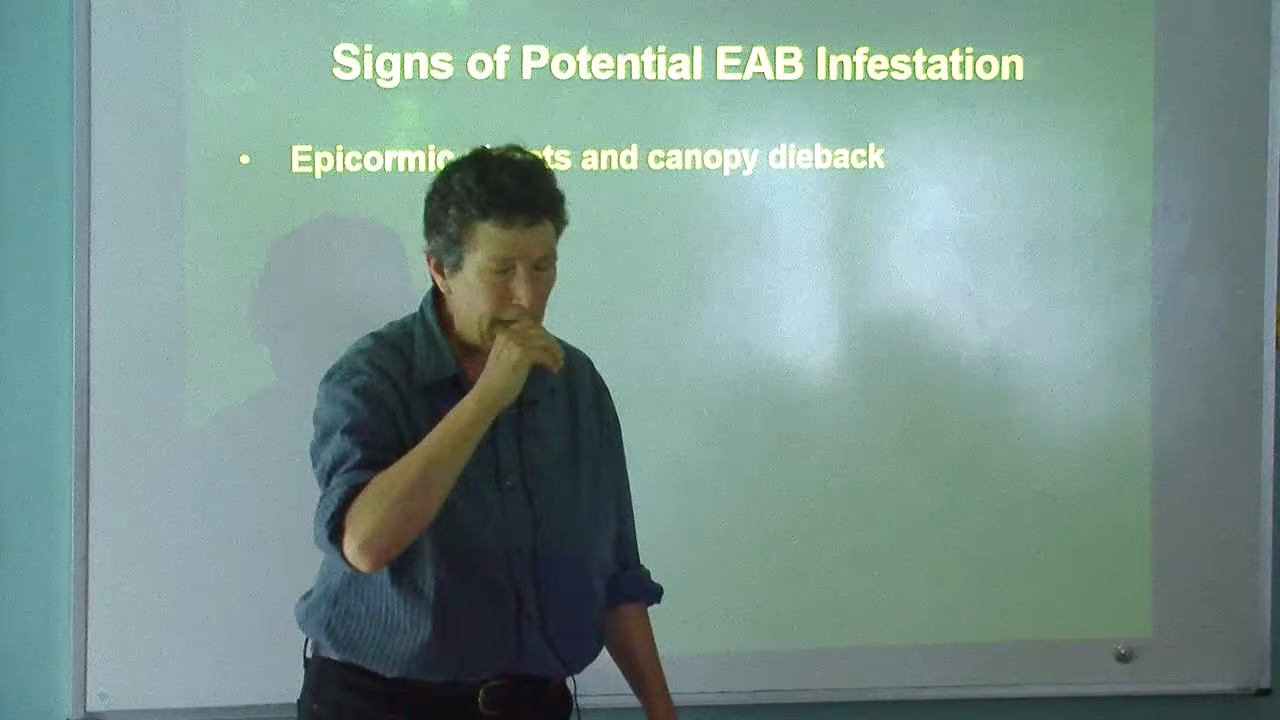 Signs of Potential EAB Infestation
• Epicormic and canopy dieback